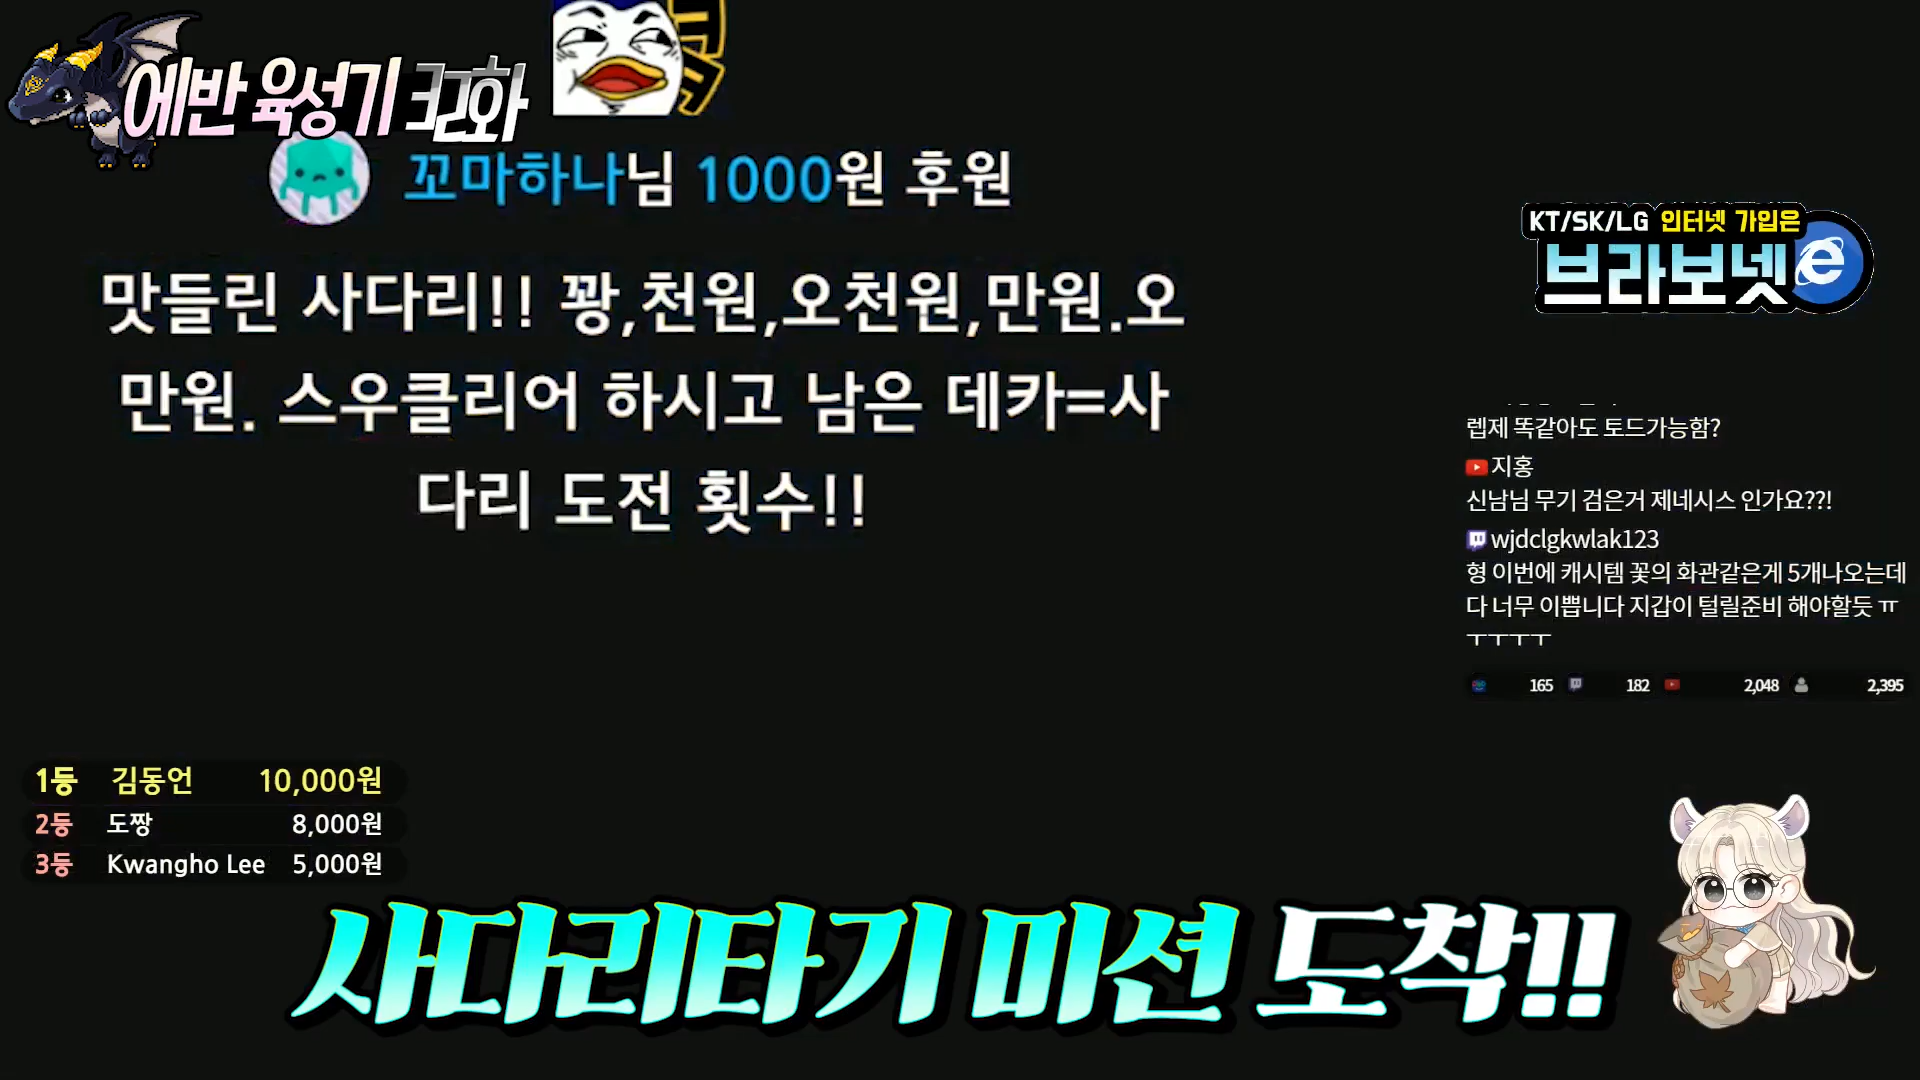 에반 육성기 32화
꼬마하나님 1000원 후원
맛들린 사다리!! 꽝,천원,오천원,만원.오
만원. 스우클리어 하시고 남은 데카=사
다리 도전 횟수!!
KT/SK/LG 인터넷 가입은
브라보넷
렙제 똑같아도 토드가능함?
지홍
신남님 무기 검은거 제네시스 인가요??!
wjdclgkwlak123
형 이번에 캐시템 꽃의 화관같은게 5개나오는데
다 너무 이쁩니다 지갑이 털릴준비 해야할듯 ㅠ
ㅜㅜㅜㅜ
165 182 2,048 2,395
1등 김동언 10,000원
2등 도짱 8,000원
3등 Kwangho Lee 5,000원
사다리타기 미션 도착!!